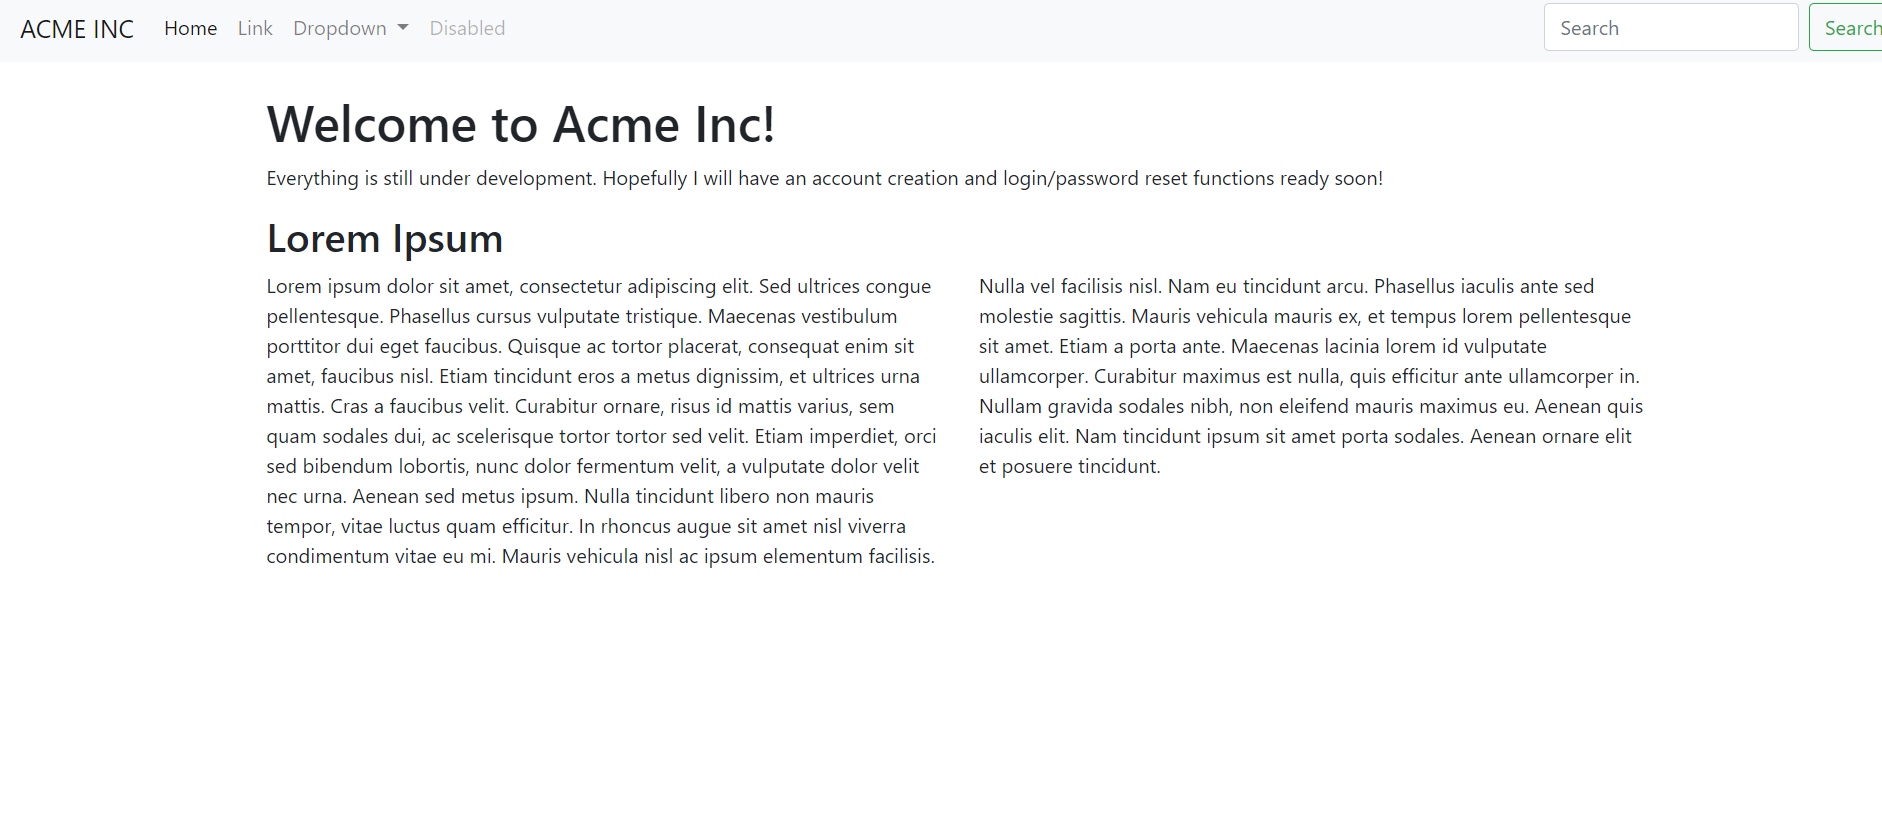 ACME INC Home Link Dropdown Disabled Search Search
Welcome to Acme Inc!
Everything is still under development. Hopefully I will have an account creation and login/password reset functions ready soon!
Lorem Ipsum
Lorem ipsum dolor sit amet, consectetur adipiscing elit. Sed ultrices congue
pellentesque. Phasellus cursus vulputate tristique. Maecenas vestibulum
porttitor dui eget faucibus. Quisque ac tortor placerat, consequat enim sit
amet, faucibus nisl. Etiam tincidunt eros a metus dignissim, et ultrices urna
mattis. Cras a faucibus velit. Curabitur ornare, risus id mattis varius, sem
quam sodales dui, ac scelerisque tortor tortor sed velit. Etiam imperdiet, orci
sed bibendum lobortis, nunc dolor fermentum velit, a vulputate dolor velit
nec urna. Aenean sed metus ipsum. Nulla tincidunt libero non mauris
tempor, vitae luctus quam efficitur. In rhoncus augue sit amet nisl viverra
condimentum vitae eu mi. Mauris vehicula nisl ac ipsum elementum facilisis.
Nulla vel facilisis nisl. Nam eu tincidunt arcu. Phasellus iaculis ante sed
molestie sagittis. Mauris vehicula mauris ex, et tempus lorem pellentesque
sit amet. Etiam a porta ante. Maecenas lacinia lorem id vulputate
ullamcorper. Curabitur maximus est nulla, quis efficitur ante ullamcorper in.
Nullam gravida sodales nibh, non eleifend mauris maximus eu. Aenean quis
iaculis elit. Nam tincidunt ipsum sit amet porta sodales. Aenean ornare elit
et posuere tincidunt.